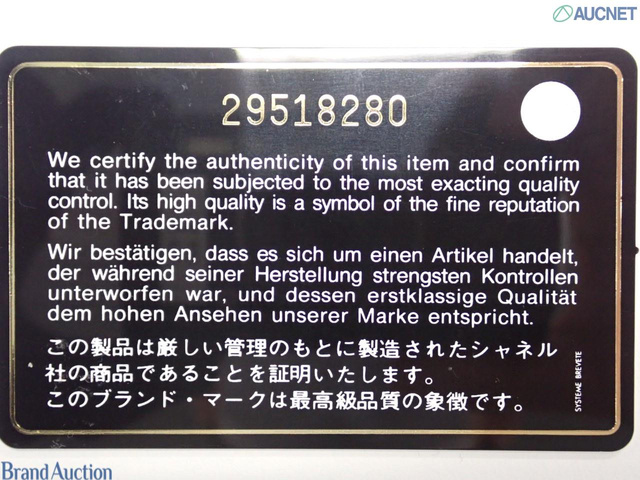 AUCNET
29518280
We certify the authenticity of this item and confirm
that it has been subjected to the most exacting quality
control. Its high quality is a symbol of the fine reputation
of the Trademark.
Wir bestätigen, dass es sich um einen Artikel handelt,
der während seiner Herstellung strengsten Kontrollen
unterworfen war, und dessen erstklassige Qualität
dem hohen Ansehen unserer Marke entspricht.
この製品は厳しい管理のもとに製造されたシャネル
社の商品であることを証明いたします。
このブランド・マークは最高級品質の象徴です。
SYSTEME BREVETE
Brand Auction